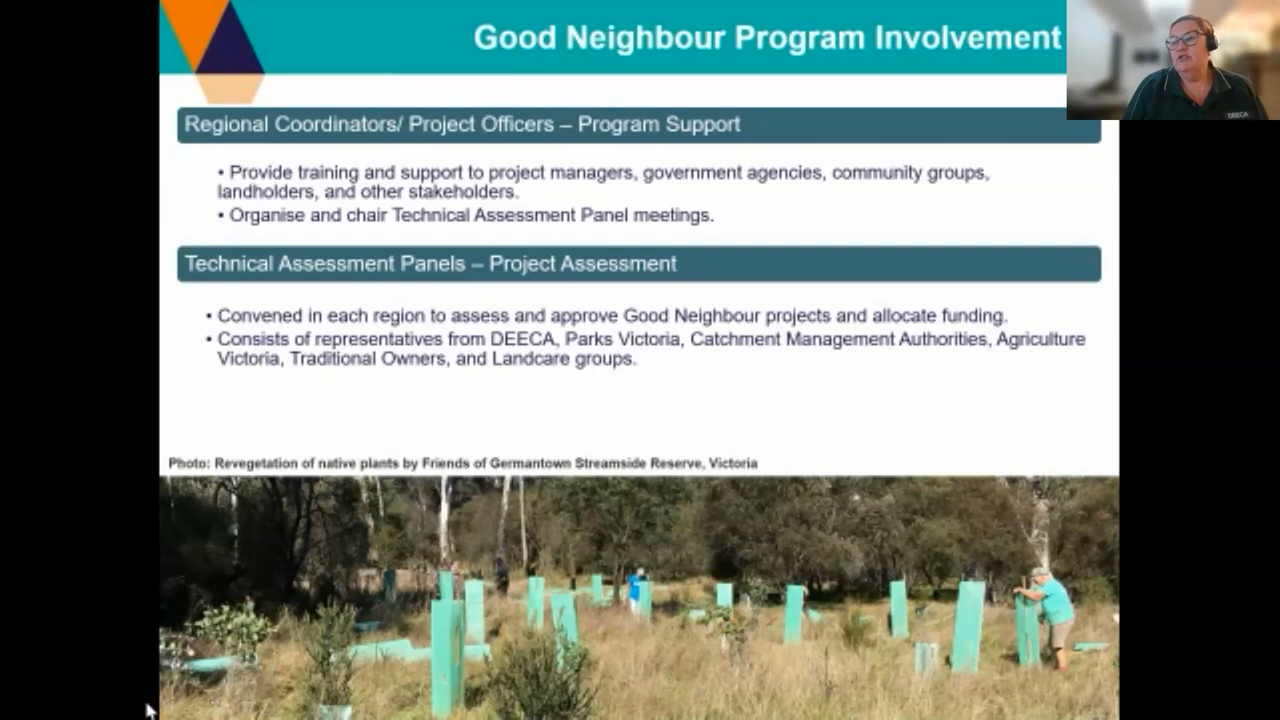 Good Neighbour Program Involvement
DEECA
Regional Coordinators/ Project Officers – Program Support
• Provide training and support to project managers, government agencies, community groups,
landholders, and other stakeholders.
• Organise and chair Technical Assessment Panel meetings.
Technical Assessment Panels – Project Assessment
• Convened in each region to assess and approve Good Neighbour projects and allocate funding.
• Consists of representatives from DEECA, Parks Victoria, Catchment Management Authorities, Agriculture
Victoria, Traditional Owners, and Landcare groups.
Photo: Revegetation of native plants by Friends of Germantown Streamside Reserve, Victoria